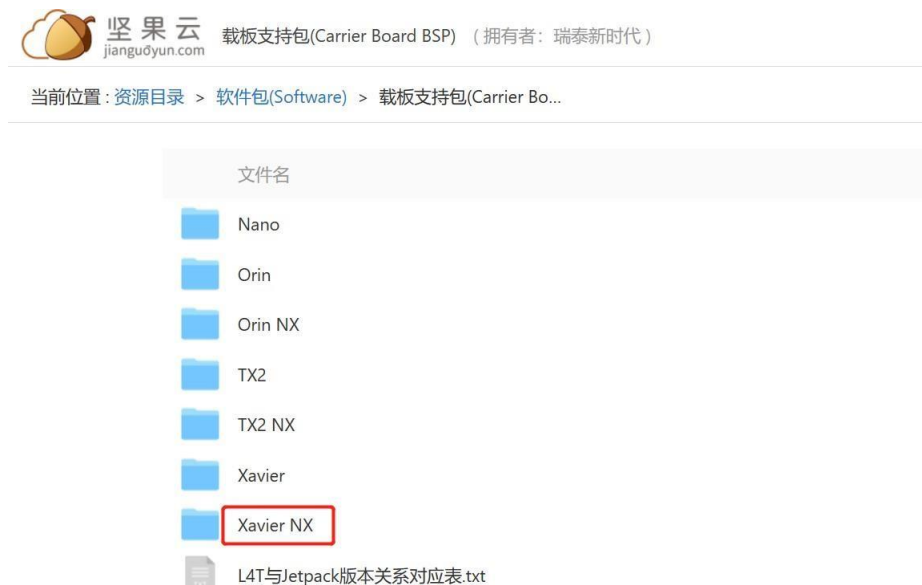 坚果云
jianguoyun.com
载板支持包(Carrier Board BSP) （拥有者：瑞泰新时代）
当前位置：资源目录 > 软件包(Software) > 载板支持包(Carrier Bo...
文件名
Nano
Orin
Orin NX
TX2
TX2 NX
Xavier
Xavier NX
L4T与Jetpack版本关系对应表.txt